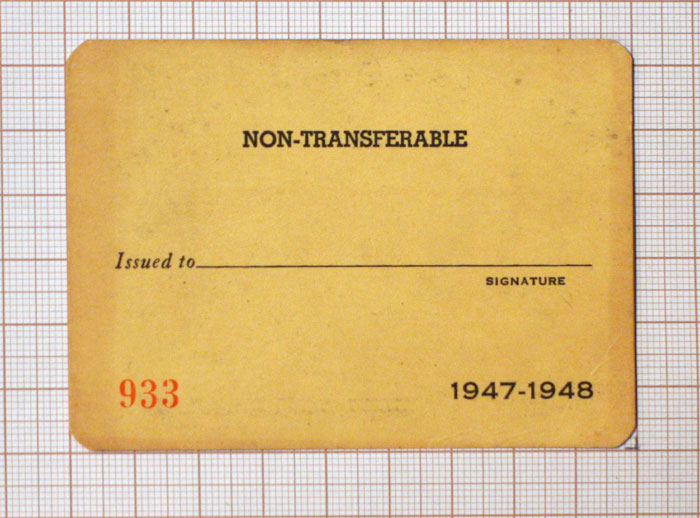 NON-TRANSFERABLE
Issued to
SIGNATURE
933 1947-1948